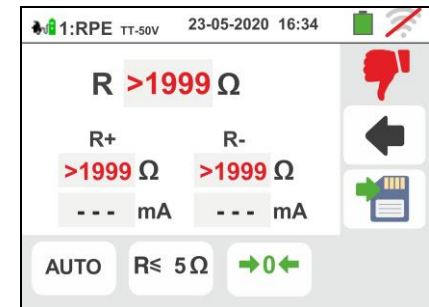 1:RPE TT-50V 23-05-2020 16:34
R >1999 Ω
R+ R-
>1999 Ω >1999 Ω
- - - mA - - - mA
AUTO R≤ 5Ω →0←